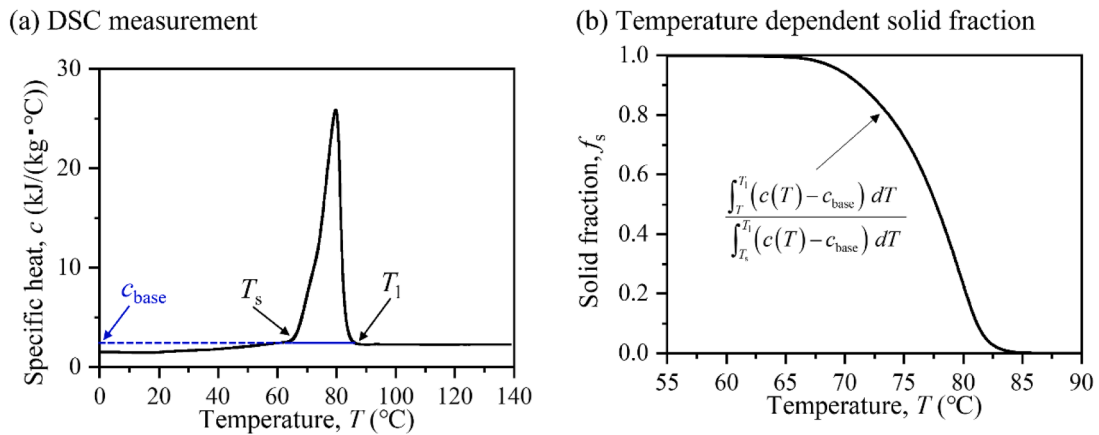 (a) DSC measurement
Specific heat, c (kJ/(kg·°C))
30
20
10
0
c_base
T_s
T_l
0 20 40 60 80 100 120 140
Temperature, T (°C)
(b) Temperature dependent solid fraction
Solid fraction, f_s
1.0
0.8
0.6
0.4
0.2
0.0
∫_T^{T_l} (c(T) − c_base) dT
∫_{T_s}^{T_l} (c(T) − c_base) dT
55 60 65 70 75 80 85 90
Temperature, T (°C)